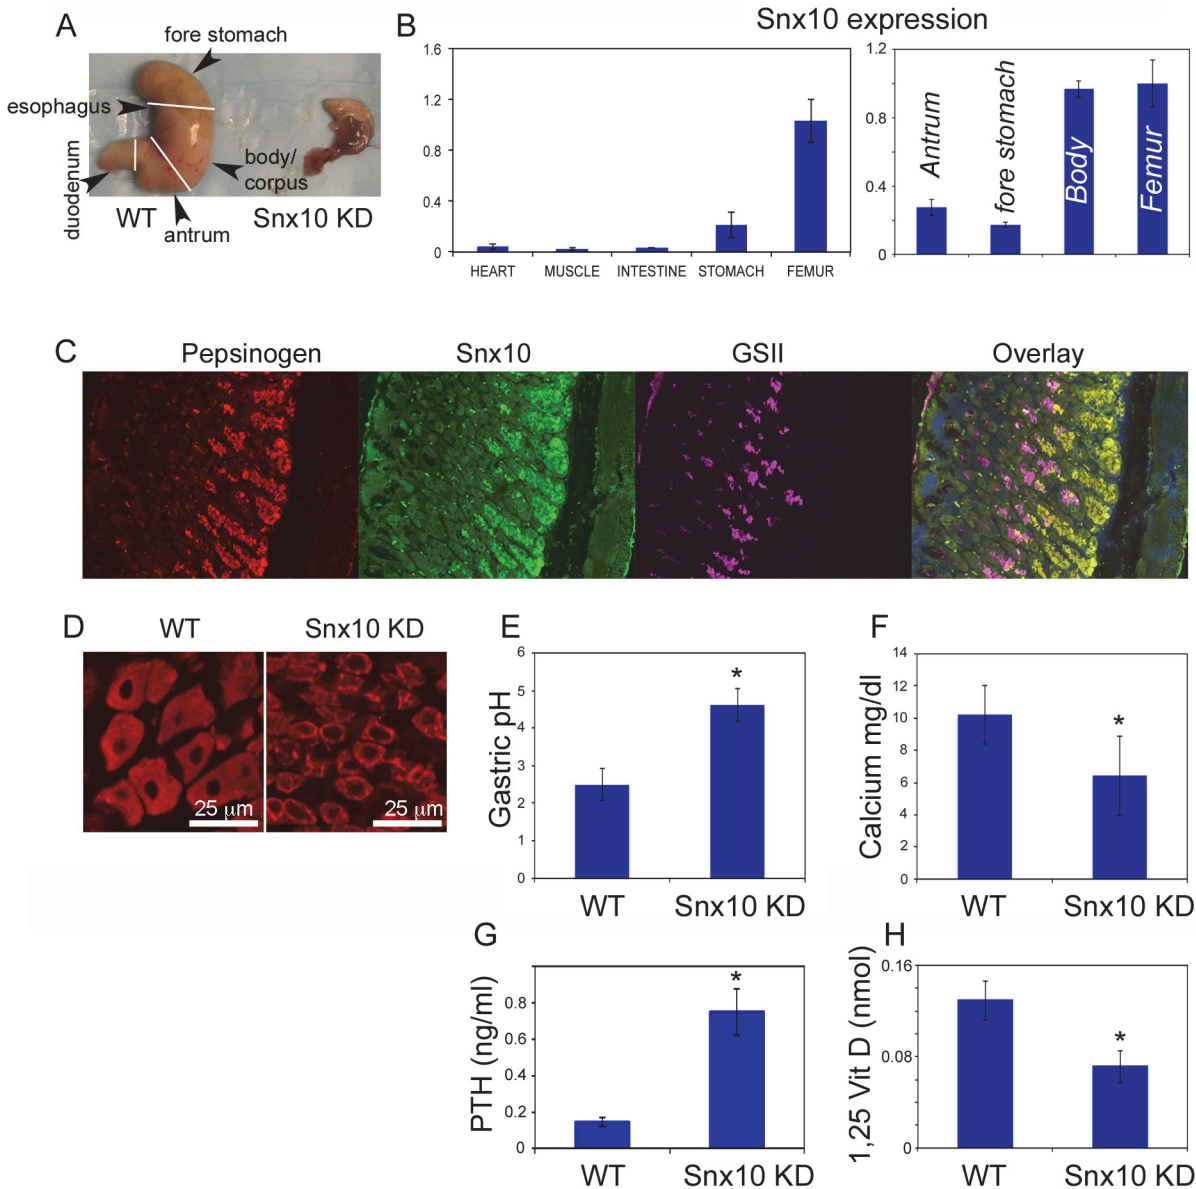 A
fore stomach
esophagus
duodenum
body/
corpus
WT
antrum
Snx10 KD
B
Snx10 expression
1.6
1.2
0.8
0.4
0
HEART
MUSCLE
INTESTINE
STOMACH
FEMUR
1.2
0.8
0.4
0
Antrum
fore stomach
Body
Femur
C
Pepsinogen
Snx10
GSII
Overlay
D
WT
Snx10 KD
25 µm
25 µm
E
Gastric pH
6
5
4
3
2
1
0
*
WT
Snx10 KD
F
Calcium mg/dl
14
12
10
8
6
4
2
0
*
WT
Snx10 KD
G
PTH (ng/ml)
0.8
0.6
0.4
0.2
0
*
WT
Snx10 KD
H
1,25 Vit D (nmol)
0.16
0.08
0
*
WT
Snx10 KD